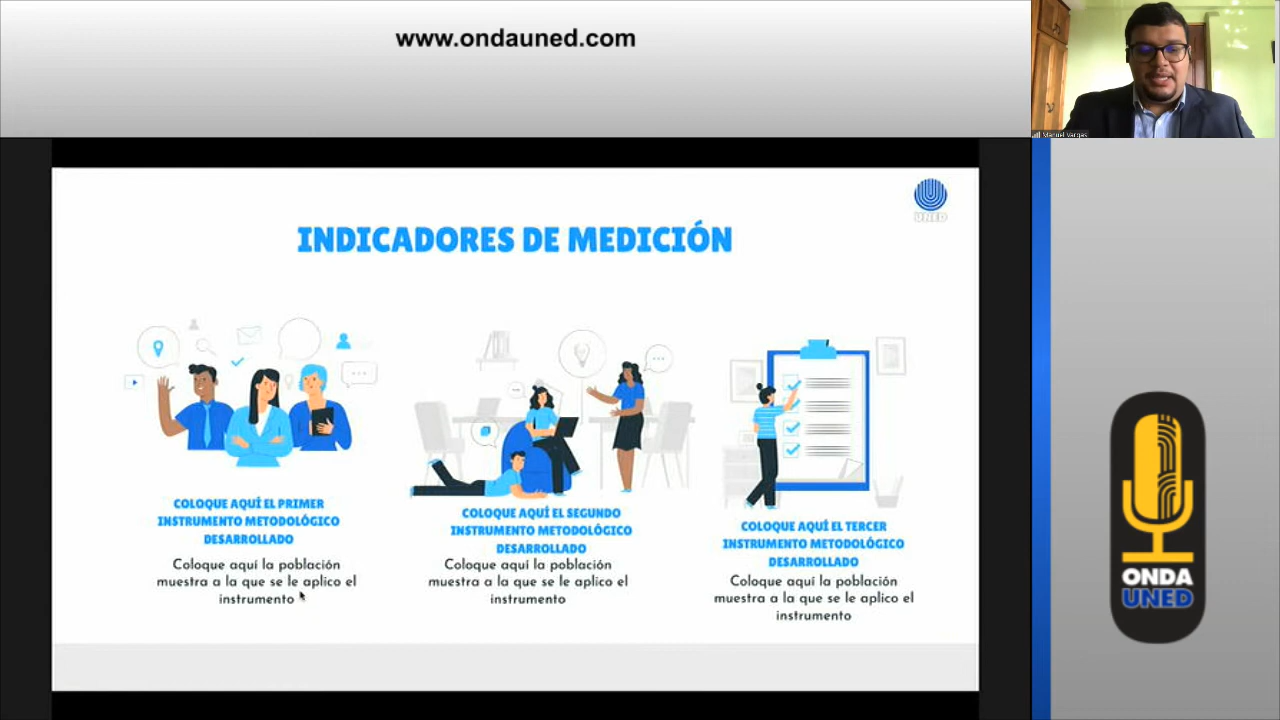 www.ondauned.com
Manuel Vargas
UNED
INDICADORES DE MEDICIÓN
COLOQUE AQUÍ EL PRIMER
INSTRUMENTO METODOLÓGICO
DESARROLLADO
Coloque aquí la población
muestra a la que se le aplico el
instrumento
COLOQUE AQUÍ EL SEGUNDO
INSTRUMENTO METODOLÓGICO
DESARROLLADO
Coloque aquí la población
muestra a la que se le aplico el
instrumento
COLOQUE AQUÍ EL TERCER
INSTRUMENTO METODOLÓGICO
DESARROLLADO
Coloque aquí la población
muestra a la que se le aplico el
instrumento
ONDA
UNED